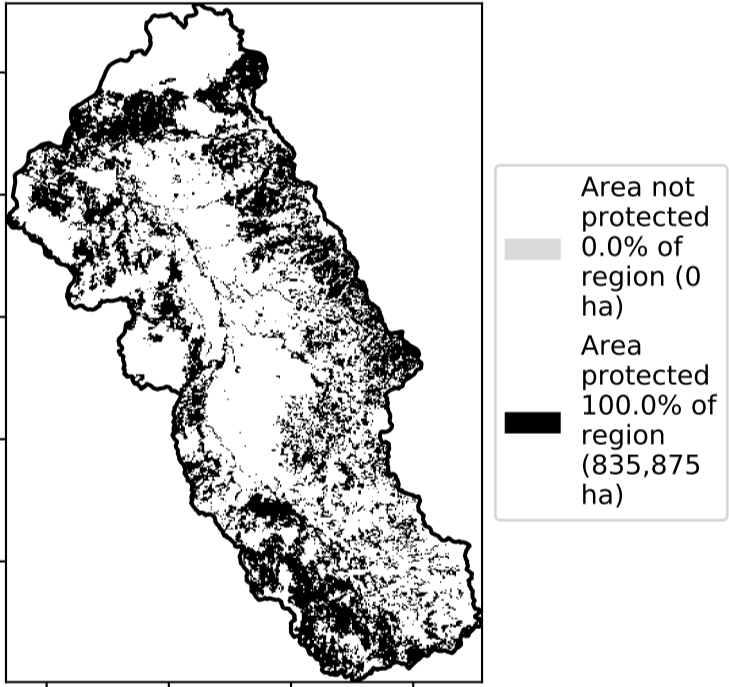 Area not
protected
0.0% of
region (0
ha)
Area
protected
100.0% of
region
(835,875
ha)